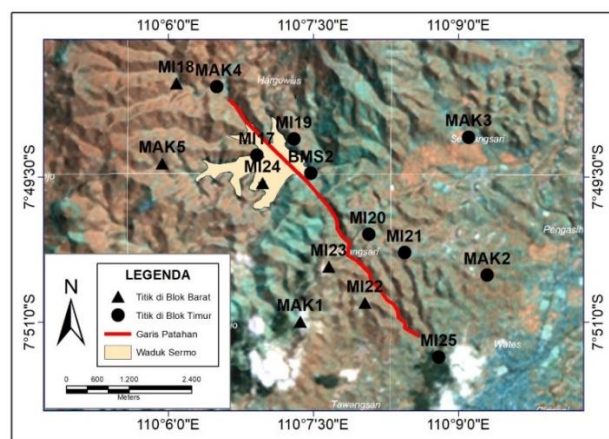 110°6'0"E 110°7'30"E 110°9'0"E
MI18 MAK4
Hargowilis
MI19
MAK3
MI17
MAK5
BMS2
MI24
7°49'30"S 7°49'30"S
MI20
MI21
MI23
MAK2
MI22
MAK1
7°51'0"S 7°51'0"S
MI25
Wates
Tawangsari
N
LEGENDA
Titik di Blok Barat
Titik di Blok Timur
Garis Patahan
Waduk Sermo
0 600 1,200 2,400
Meters
110°6'0"E 110°7'30"E 110°9'0"E